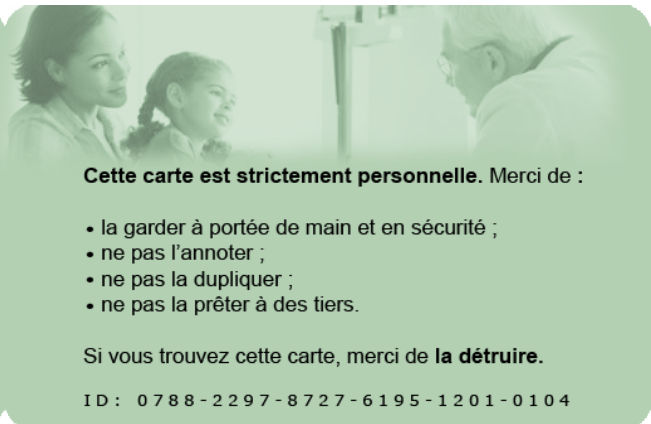 Cette carte est strictement personnelle. Merci de :
• la garder à portée de main et en sécurité ;
• ne pas l’annoter ;
• ne pas la dupliquer ;
• ne pas la prêter à des tiers.
Si vous trouvez cette carte, merci de la détruire.
ID: 0788-2297-8727-6195-1201-0104